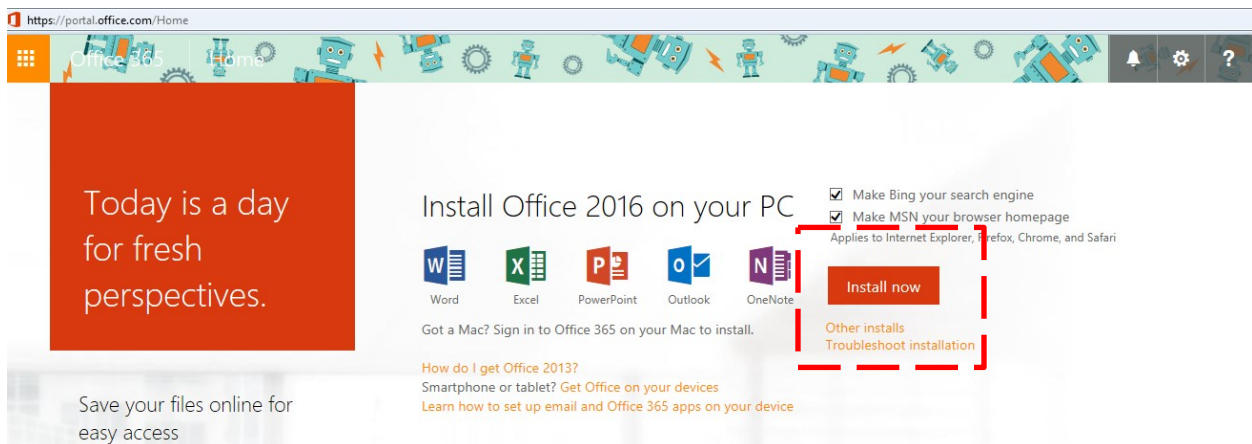 https://portal.office.com/Home
Office 365 Home
?
Today is a day
for fresh
perspectives.
Install Office 2016 on your PC
Make Bing your search engine
Make MSN your browser homepage
Applies to Internet Explorer, Firefox, Chrome, and Safari
W X P O N
Word Excel PowerPoint Outlook OneNote
Install now
Got a Mac? Sign in to Office 365 on your Mac to install.
Other installs
Troubleshoot installation
How do I get Office 2013?
Smartphone or tablet? Get Office on your devices
Learn how to set up email and Office 365 apps on your device
Save your files online for
easy access